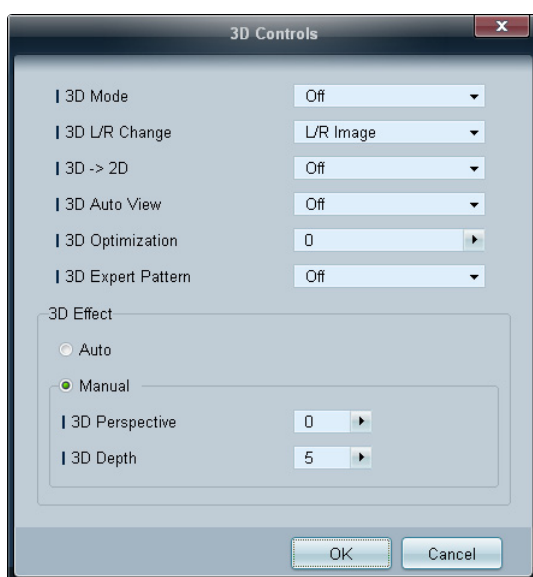 3D Controls
x
3D Mode Off
3D L/R Change L/R Image
3D -> 2D Off
3D Auto View Off
3D Optimization 0
3D Expert Pattern Off
3D Effect
Auto
Manual
3D Perspective 0
3D Depth 5
OK Cancel